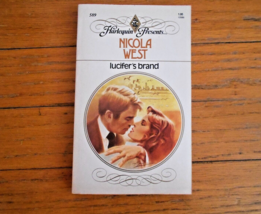 Harlequin Presents
NICOLA
WEST
lucifer's brand